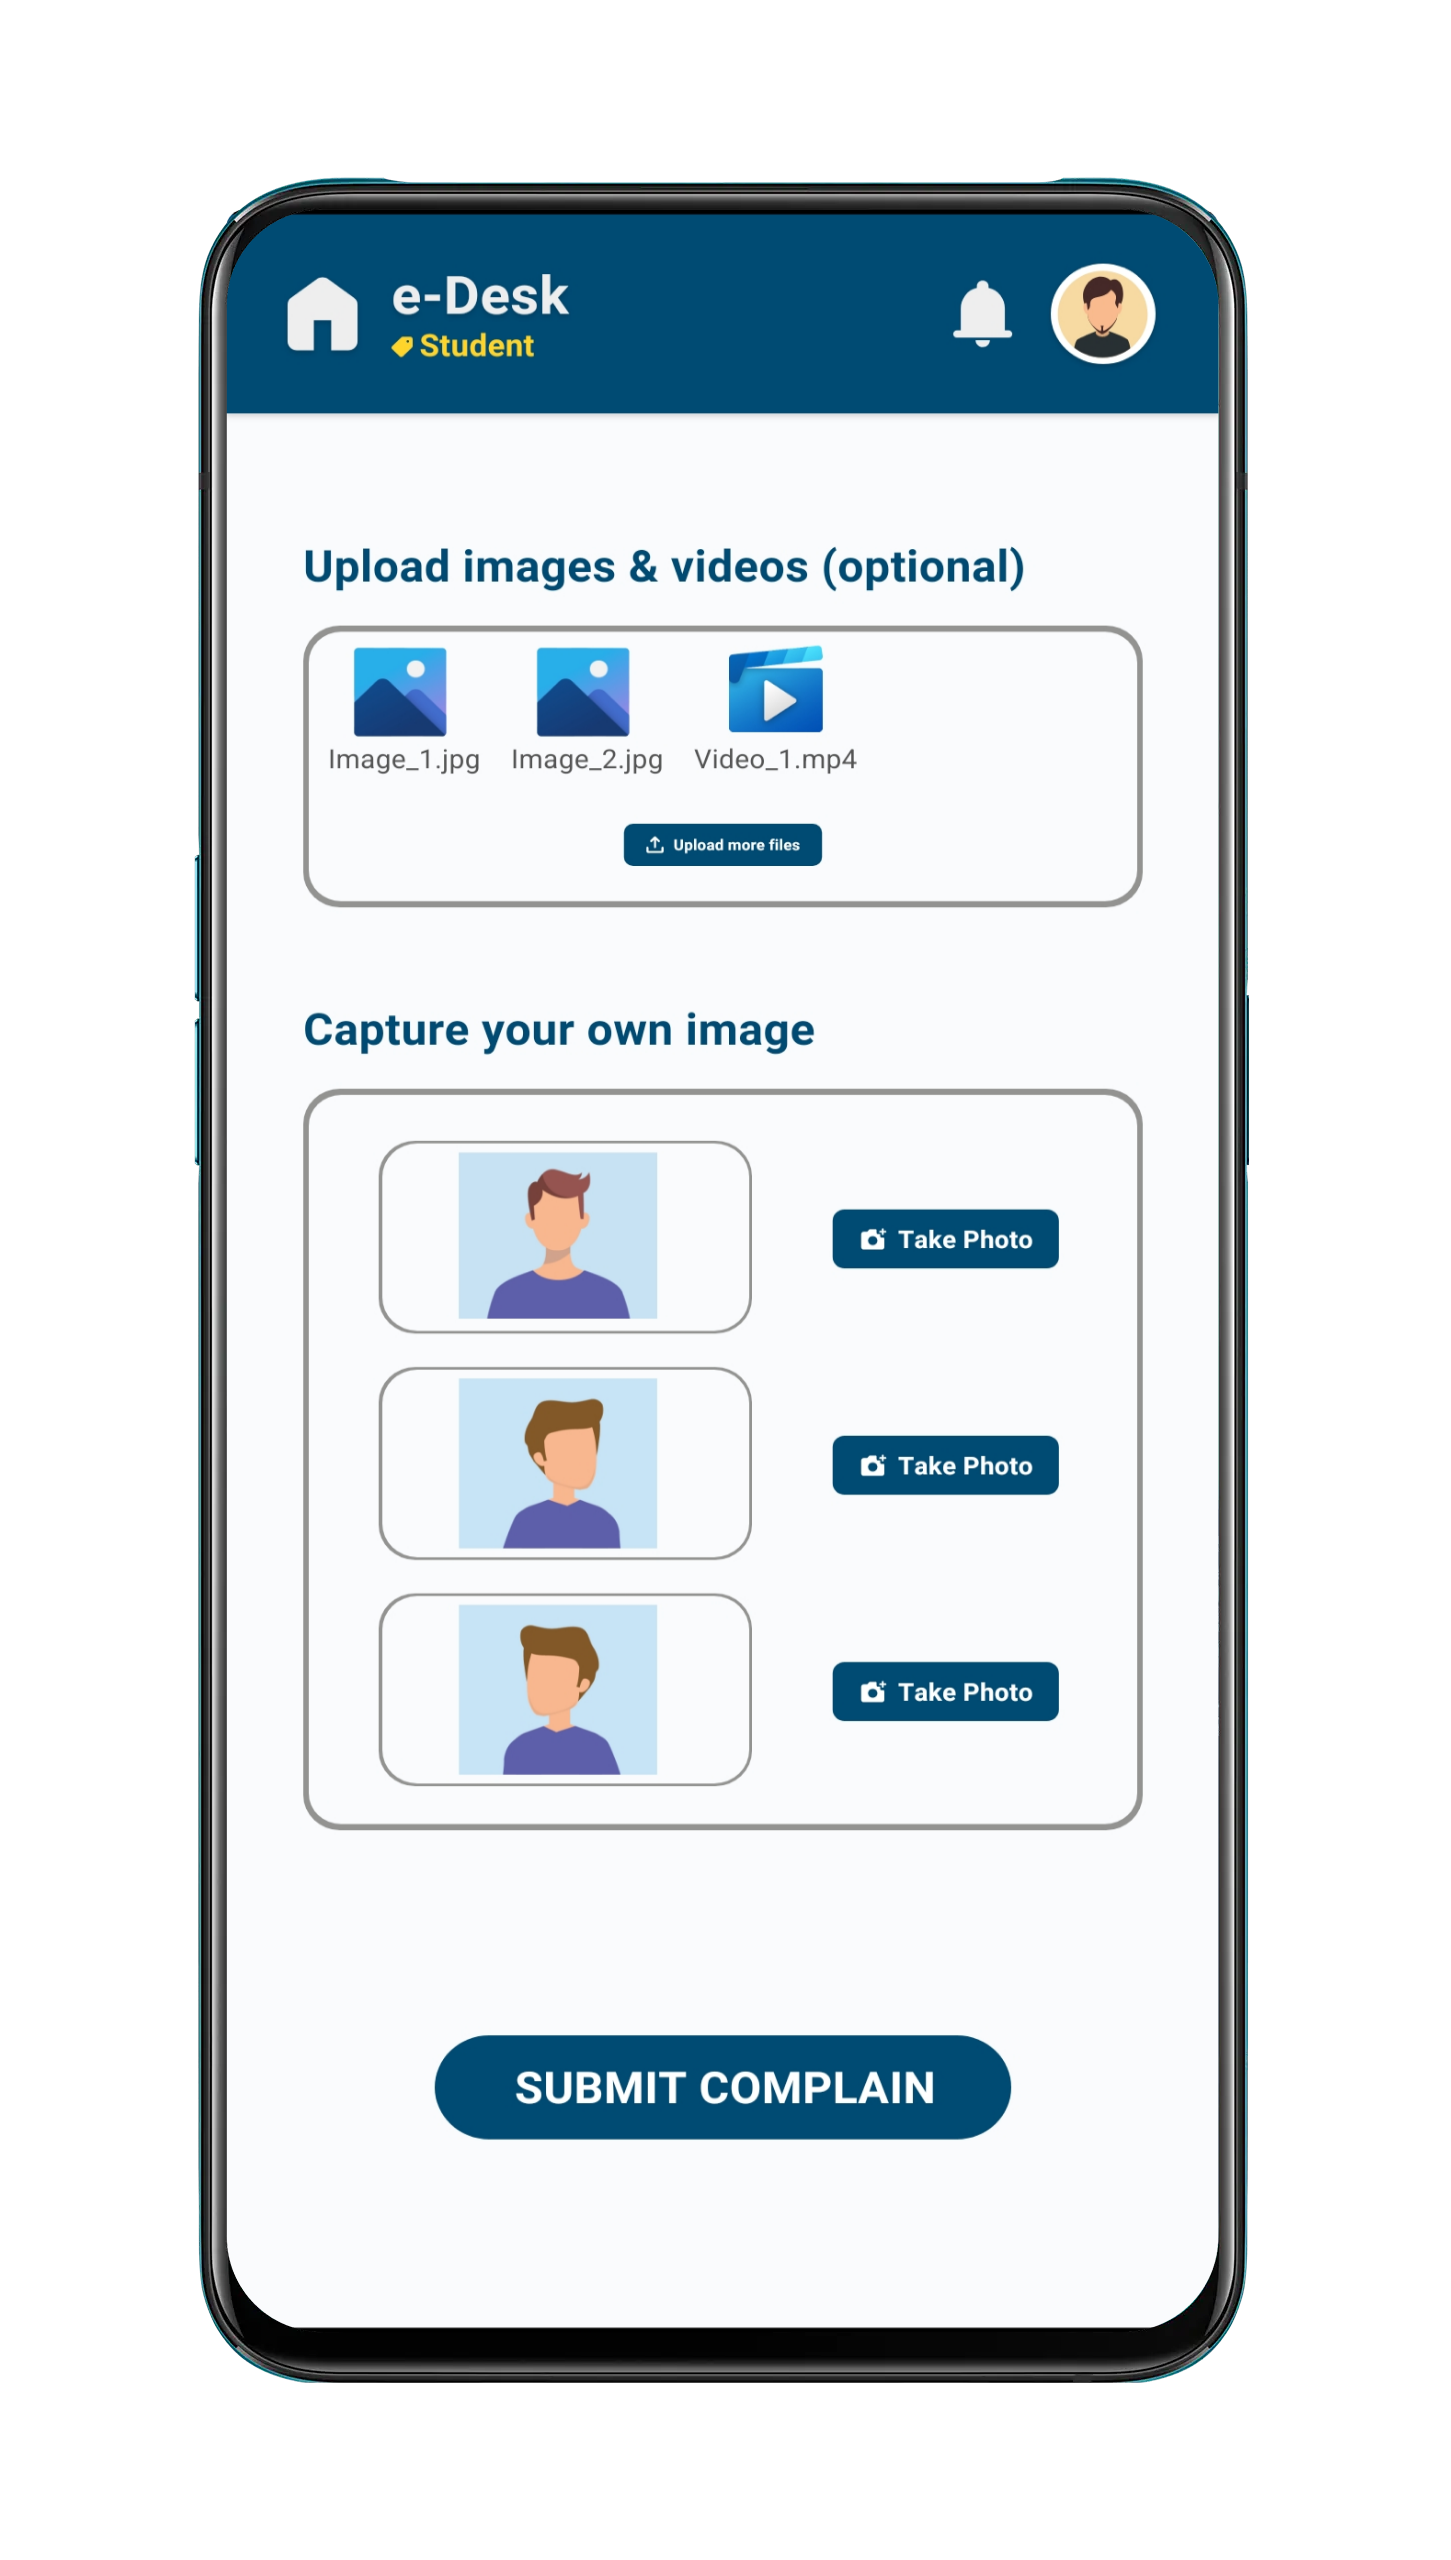 e-Desk
Student
Upload images & videos (optional)
Image_1.jpg Image_2.jpg Video_1.mp4
Upload more files
Capture your own image
Take Photo
Take Photo
Take Photo
SUBMIT COMPLAIN